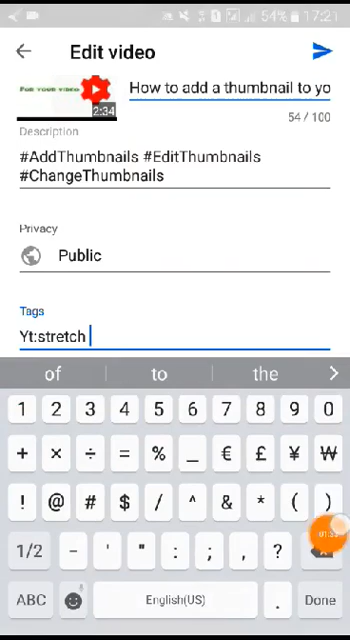 54% 17:21
Edit video
FOR YOUR VIDEO
2:34
How to add a thumbnail to yo
54 / 100
Description
#AddThumbnails #EditThumbnails
#ChangeThumbnails
Privacy
Public
Tags
Yt:stretch
of to the
1 2 3 4 5 6 7 8 9 0
+ × ÷ = % _ € £ ¥ ₩
! @ # $ / ^ & * ( )
1/2 - ' " : ; , ?
ABC English(US) . Done